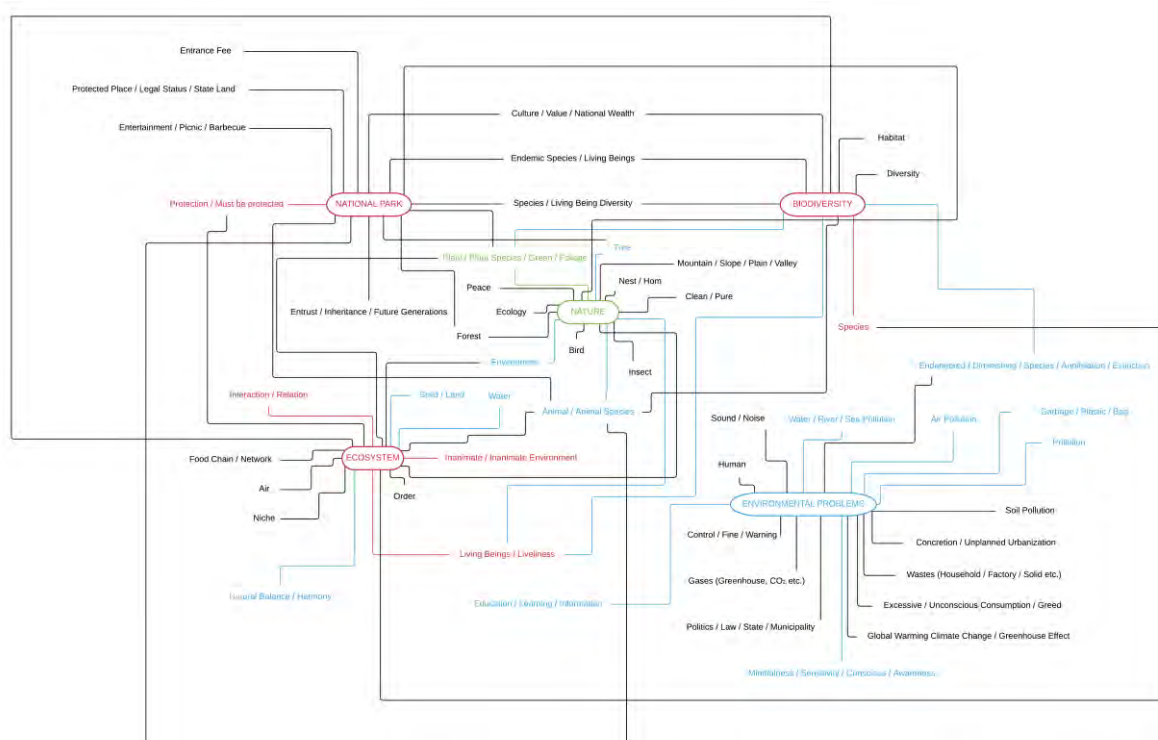 Entrance Fee
Protected Place / Legal Status / State Land
Culture / Value / National Wealth
Entertainment / Picnic / Barbecue
Habitat
Endemic Species / Living Beings
Diversity
Protection / Must be protected
NATIONAL PARK
Species / Living Being Diversity
BIODIVERSITY
Tree
Plant / Plant Species / Green / Foliage
Mountain / Slope / Plain / Valley
Nest / Hom
Peace
Clean / Pure
Entrust / Inheritance / Future Generations
Ecology
NATURE
Species
Forest
Bird
Environment
Insect
Endangered / Diminishing / Species / Annihilation / Extinction
Interaction / Relation
Solid / Land
Water
Animal / Animal Species
Sound / Noise
Water / River / Sea Pollution
Air Pollution
Garbage / Plastic / Bag
Pollution
Food Chain / Network
ECOSYSTEM
Inanimate / Inanimate Environment
Human
Air
Order
ENVIRONMENTAL PROBLEMS
Soil Pollution
Niche
Control / Fine / Warning
Concretion / Unplanned Urbanization
Living Beings / Liveliness
Gases (Greenhouse, CO₂ etc.)
Wastes (Household / Factory / Solid etc.)
Natural Balance / Harmony
Education / Learning / Information
Excessive / Unconscious Consumption / Greed
Politics / Law / State / Municipality
Global Warming Climate Change / Greenhouse Effect
Mindfulness / Sensitivity / Conscious / Awareness